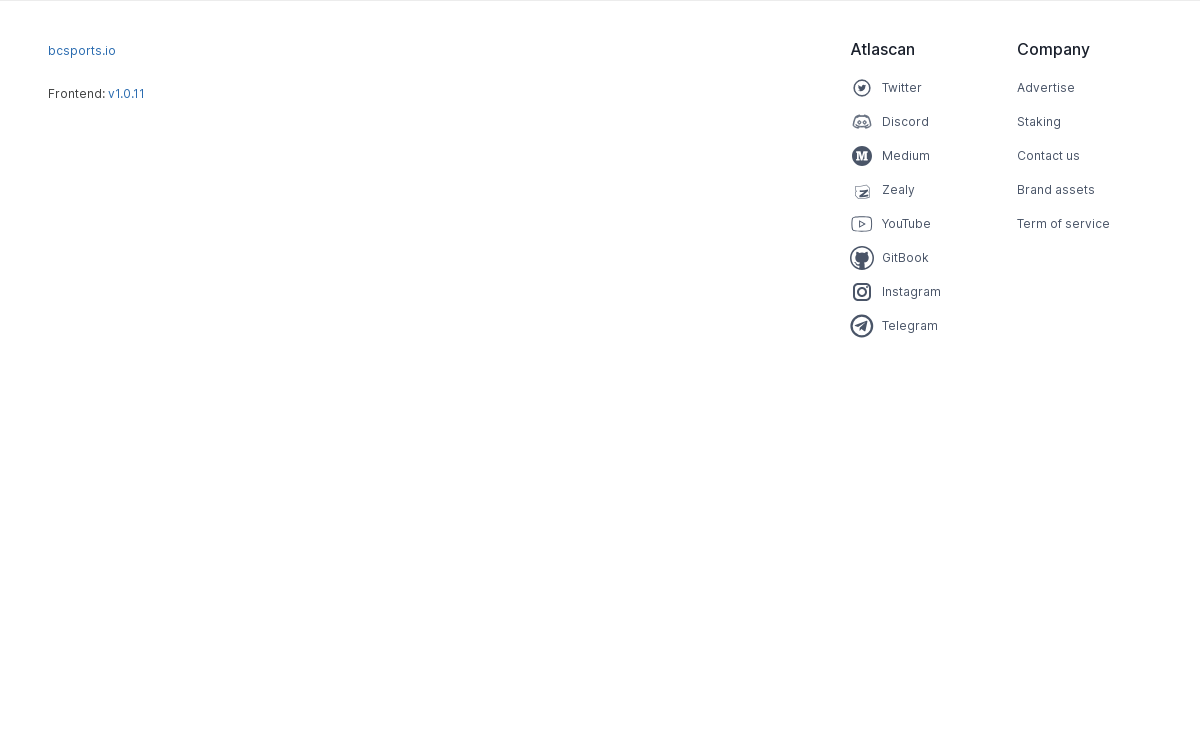 bcsports.io
Frontend: v1.0.11
Atlascan
Twitter
Discord
Medium
Zealy
YouTube
GitBook
Instagram
Telegram
Company
Advertise
Staking
Contact us
Brand assets
Term of service